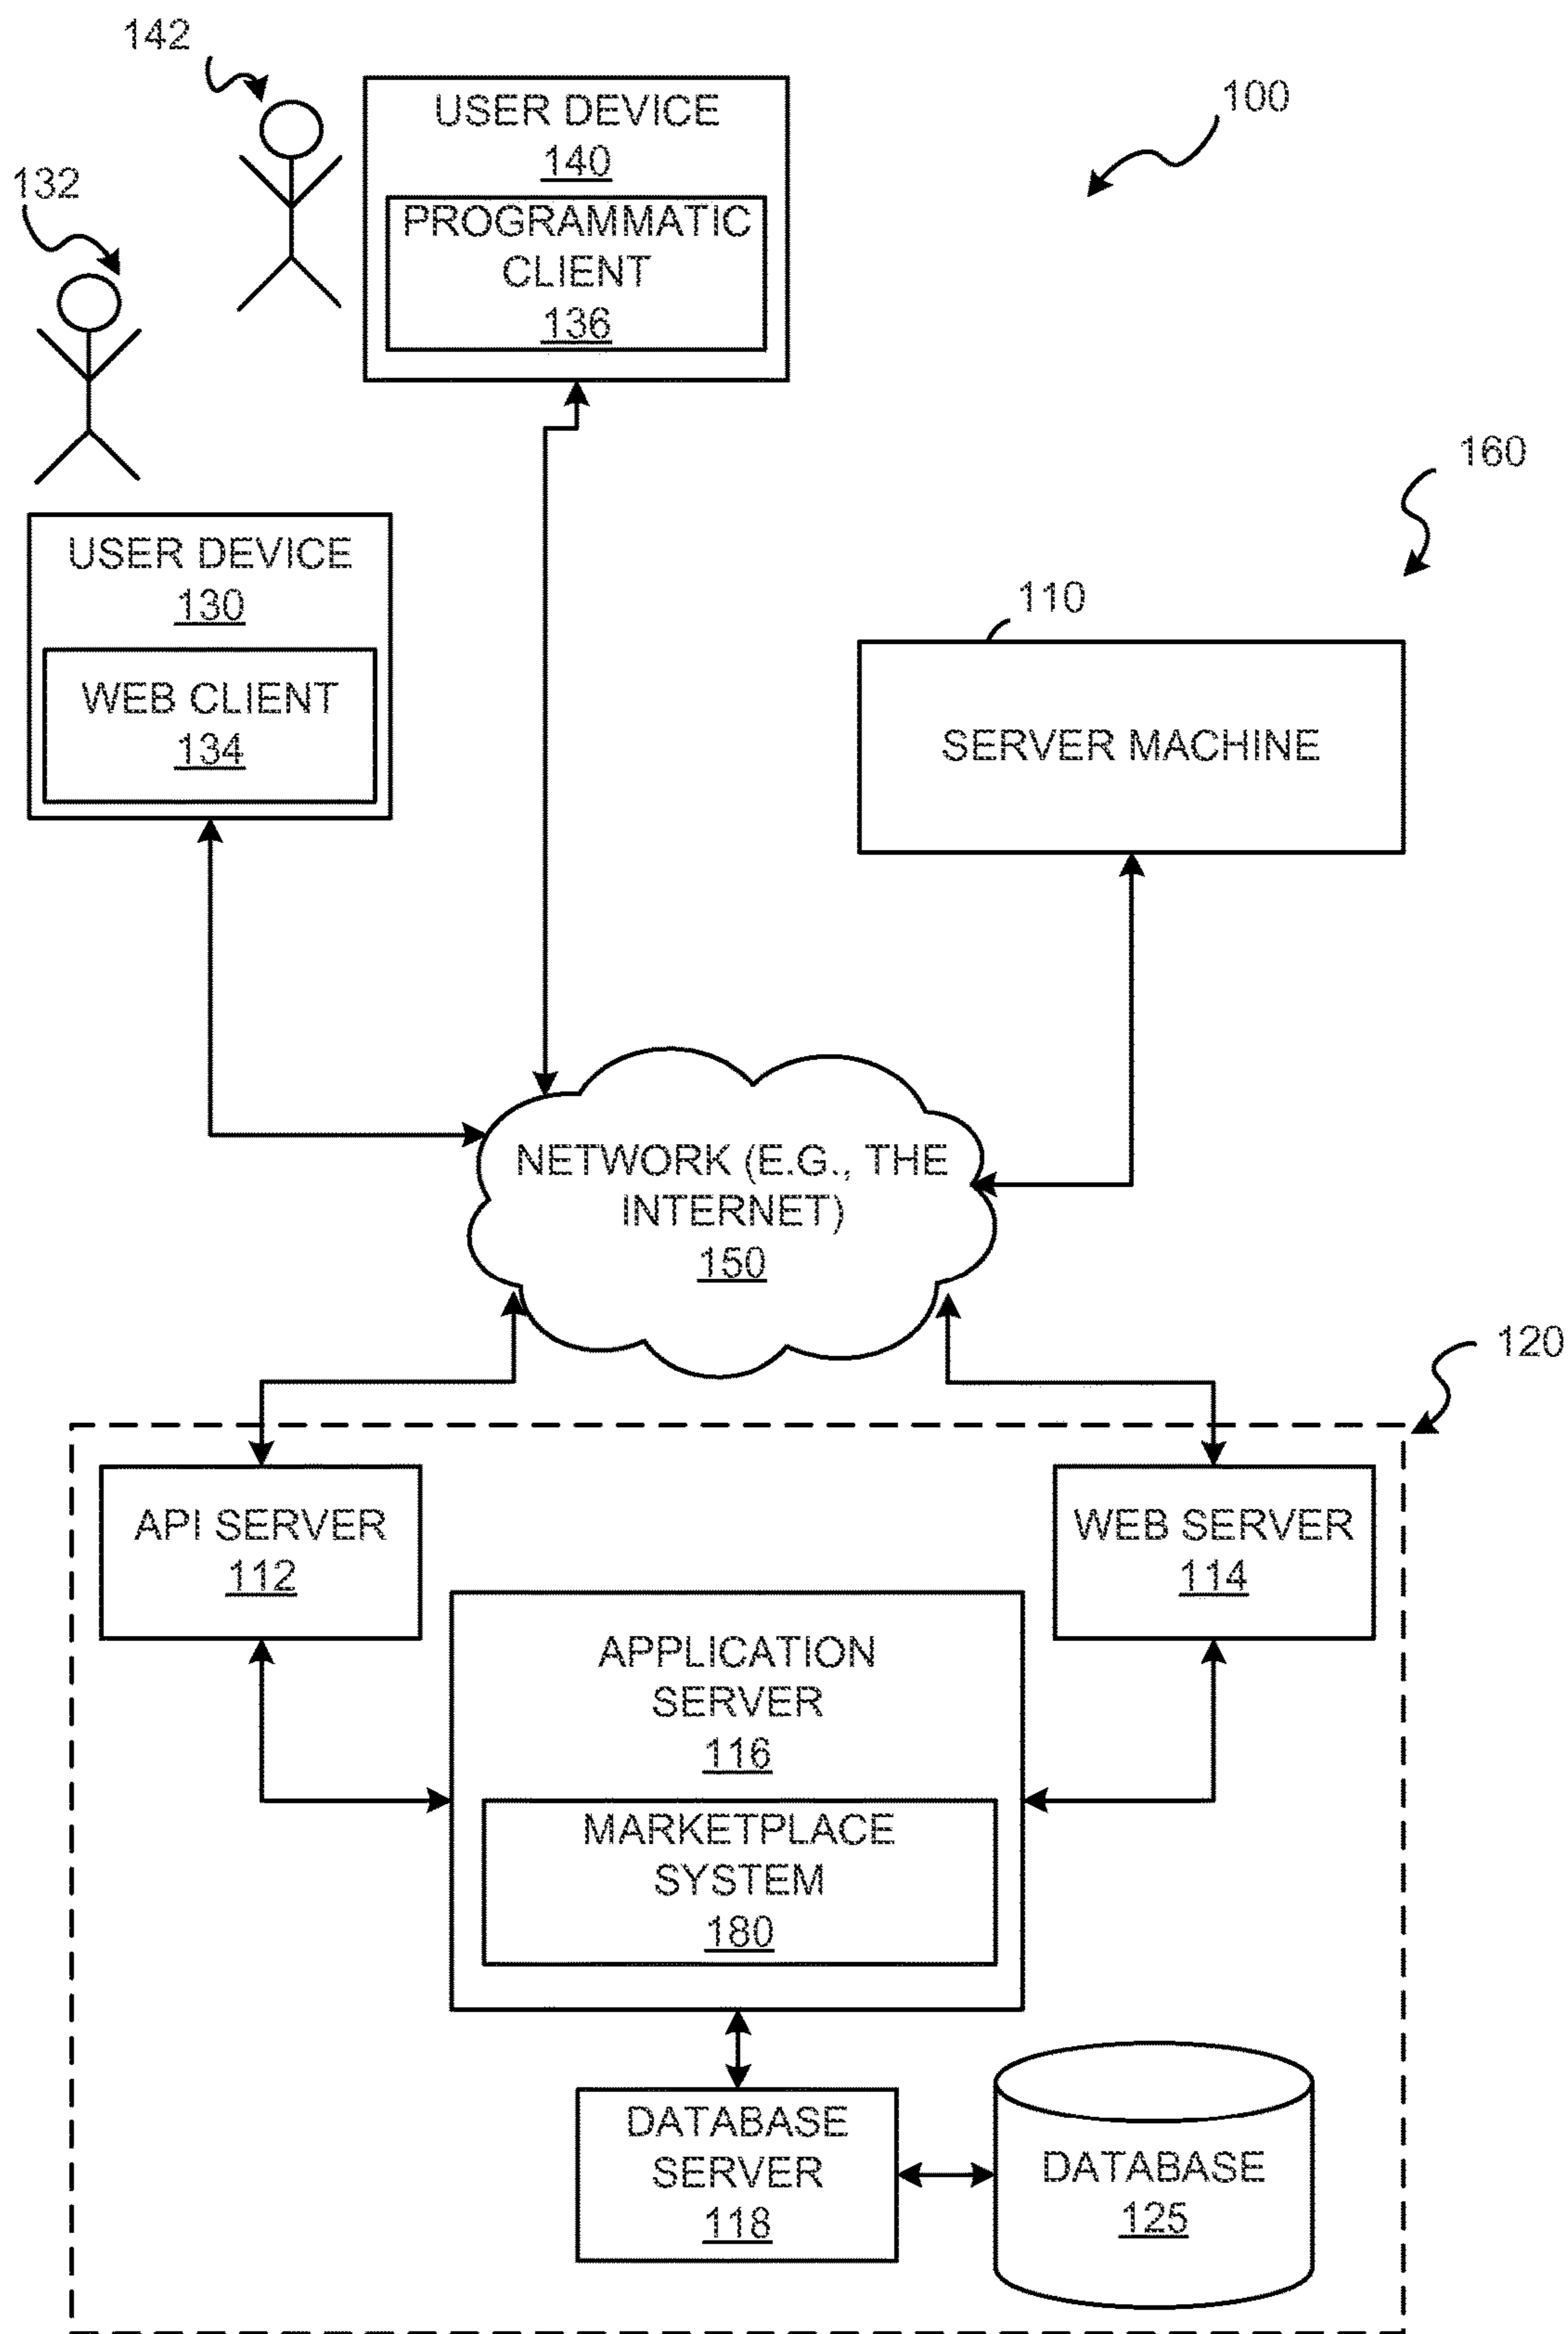 142
USER DEVICE
140
PROGRAMMATIC
CLIENT
136
100
132
160
USER DEVICE
130
WEB CLIENT
134
110
SERVER MACHINE
NETWORK (E.G., THE
INTERNET)
150
120
API SERVER
112
WEB SERVER
114
APPLICATION
SERVER
116
MARKETPLACE
SYSTEM
180
DATABASE
SERVER
118
DATABASE
125